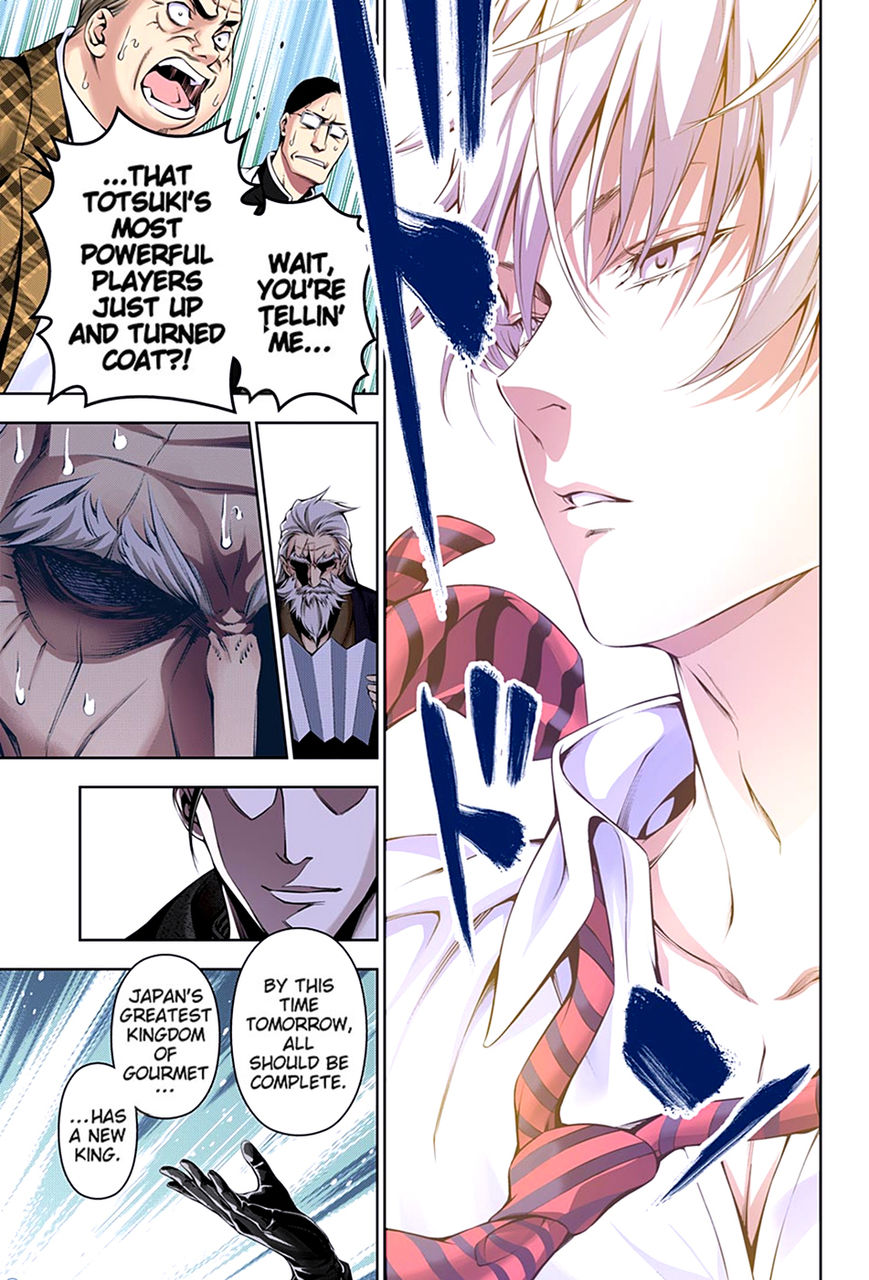 WAIT,
YOU'RE
TELLIN'
ME...
...THAT
TOTSUKI'S
MOST
POWERFUL
PLAYERS
JUST UP
AND TURNED
COAT?!
ド
BY THIS
TIME
TOMORROW,
ALL
SHOULD BE
COMPLETE.
JAPAN'S
GREATEST
KINGDOM
OF
GOURMET
...
...HAS
A NEW
KING.